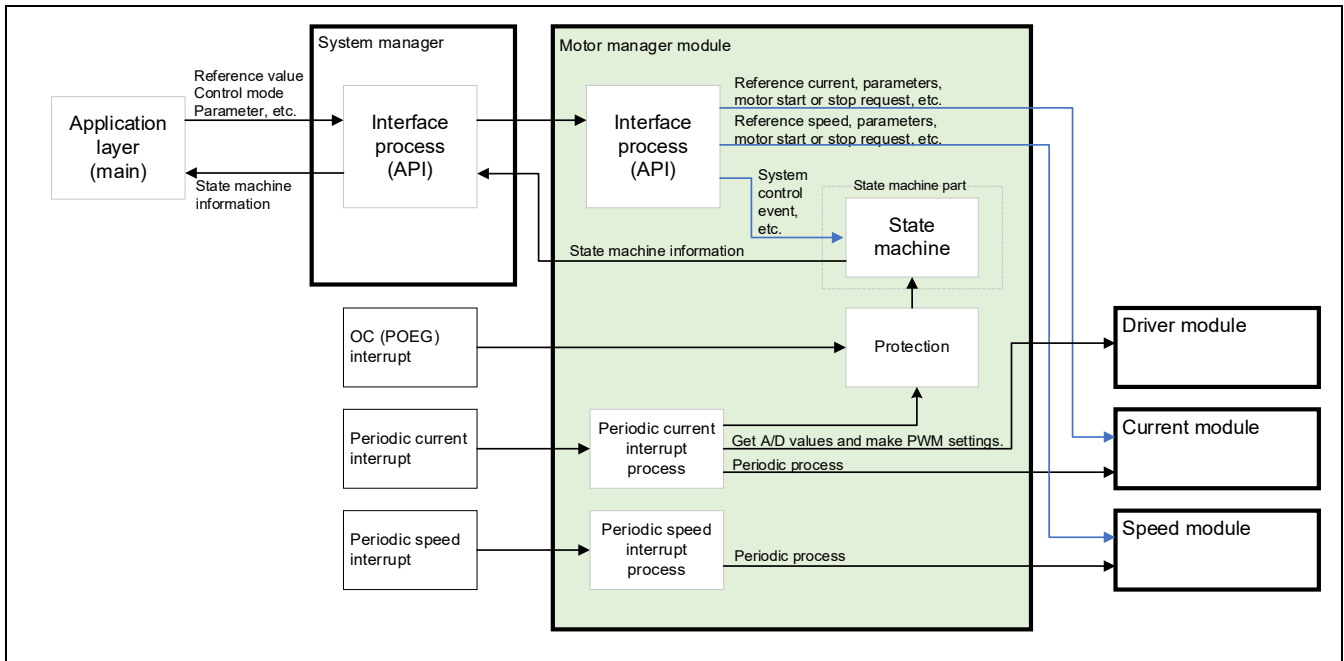 System manager
Motor manager module
Reference value
Control mode
Parameter, etc.
Application
layer
(main)
State machine
information
Interface
process
(API)
Interface
process
(API)
Reference current, parameters,
motor start or stop request, etc.
Reference speed, parameters,
motor start or stop request, etc.
System
control
event,
etc.
State machine part
State
machine
State machine information
OC (POEG)
interrupt
Protection
Driver module
Periodic current
interrupt
Periodic current
interrupt
process
Get A/D values and make PWM settings.
Periodic process
Current module
Periodic speed
interrupt
Periodic speed
interrupt
process
Periodic process
Speed module